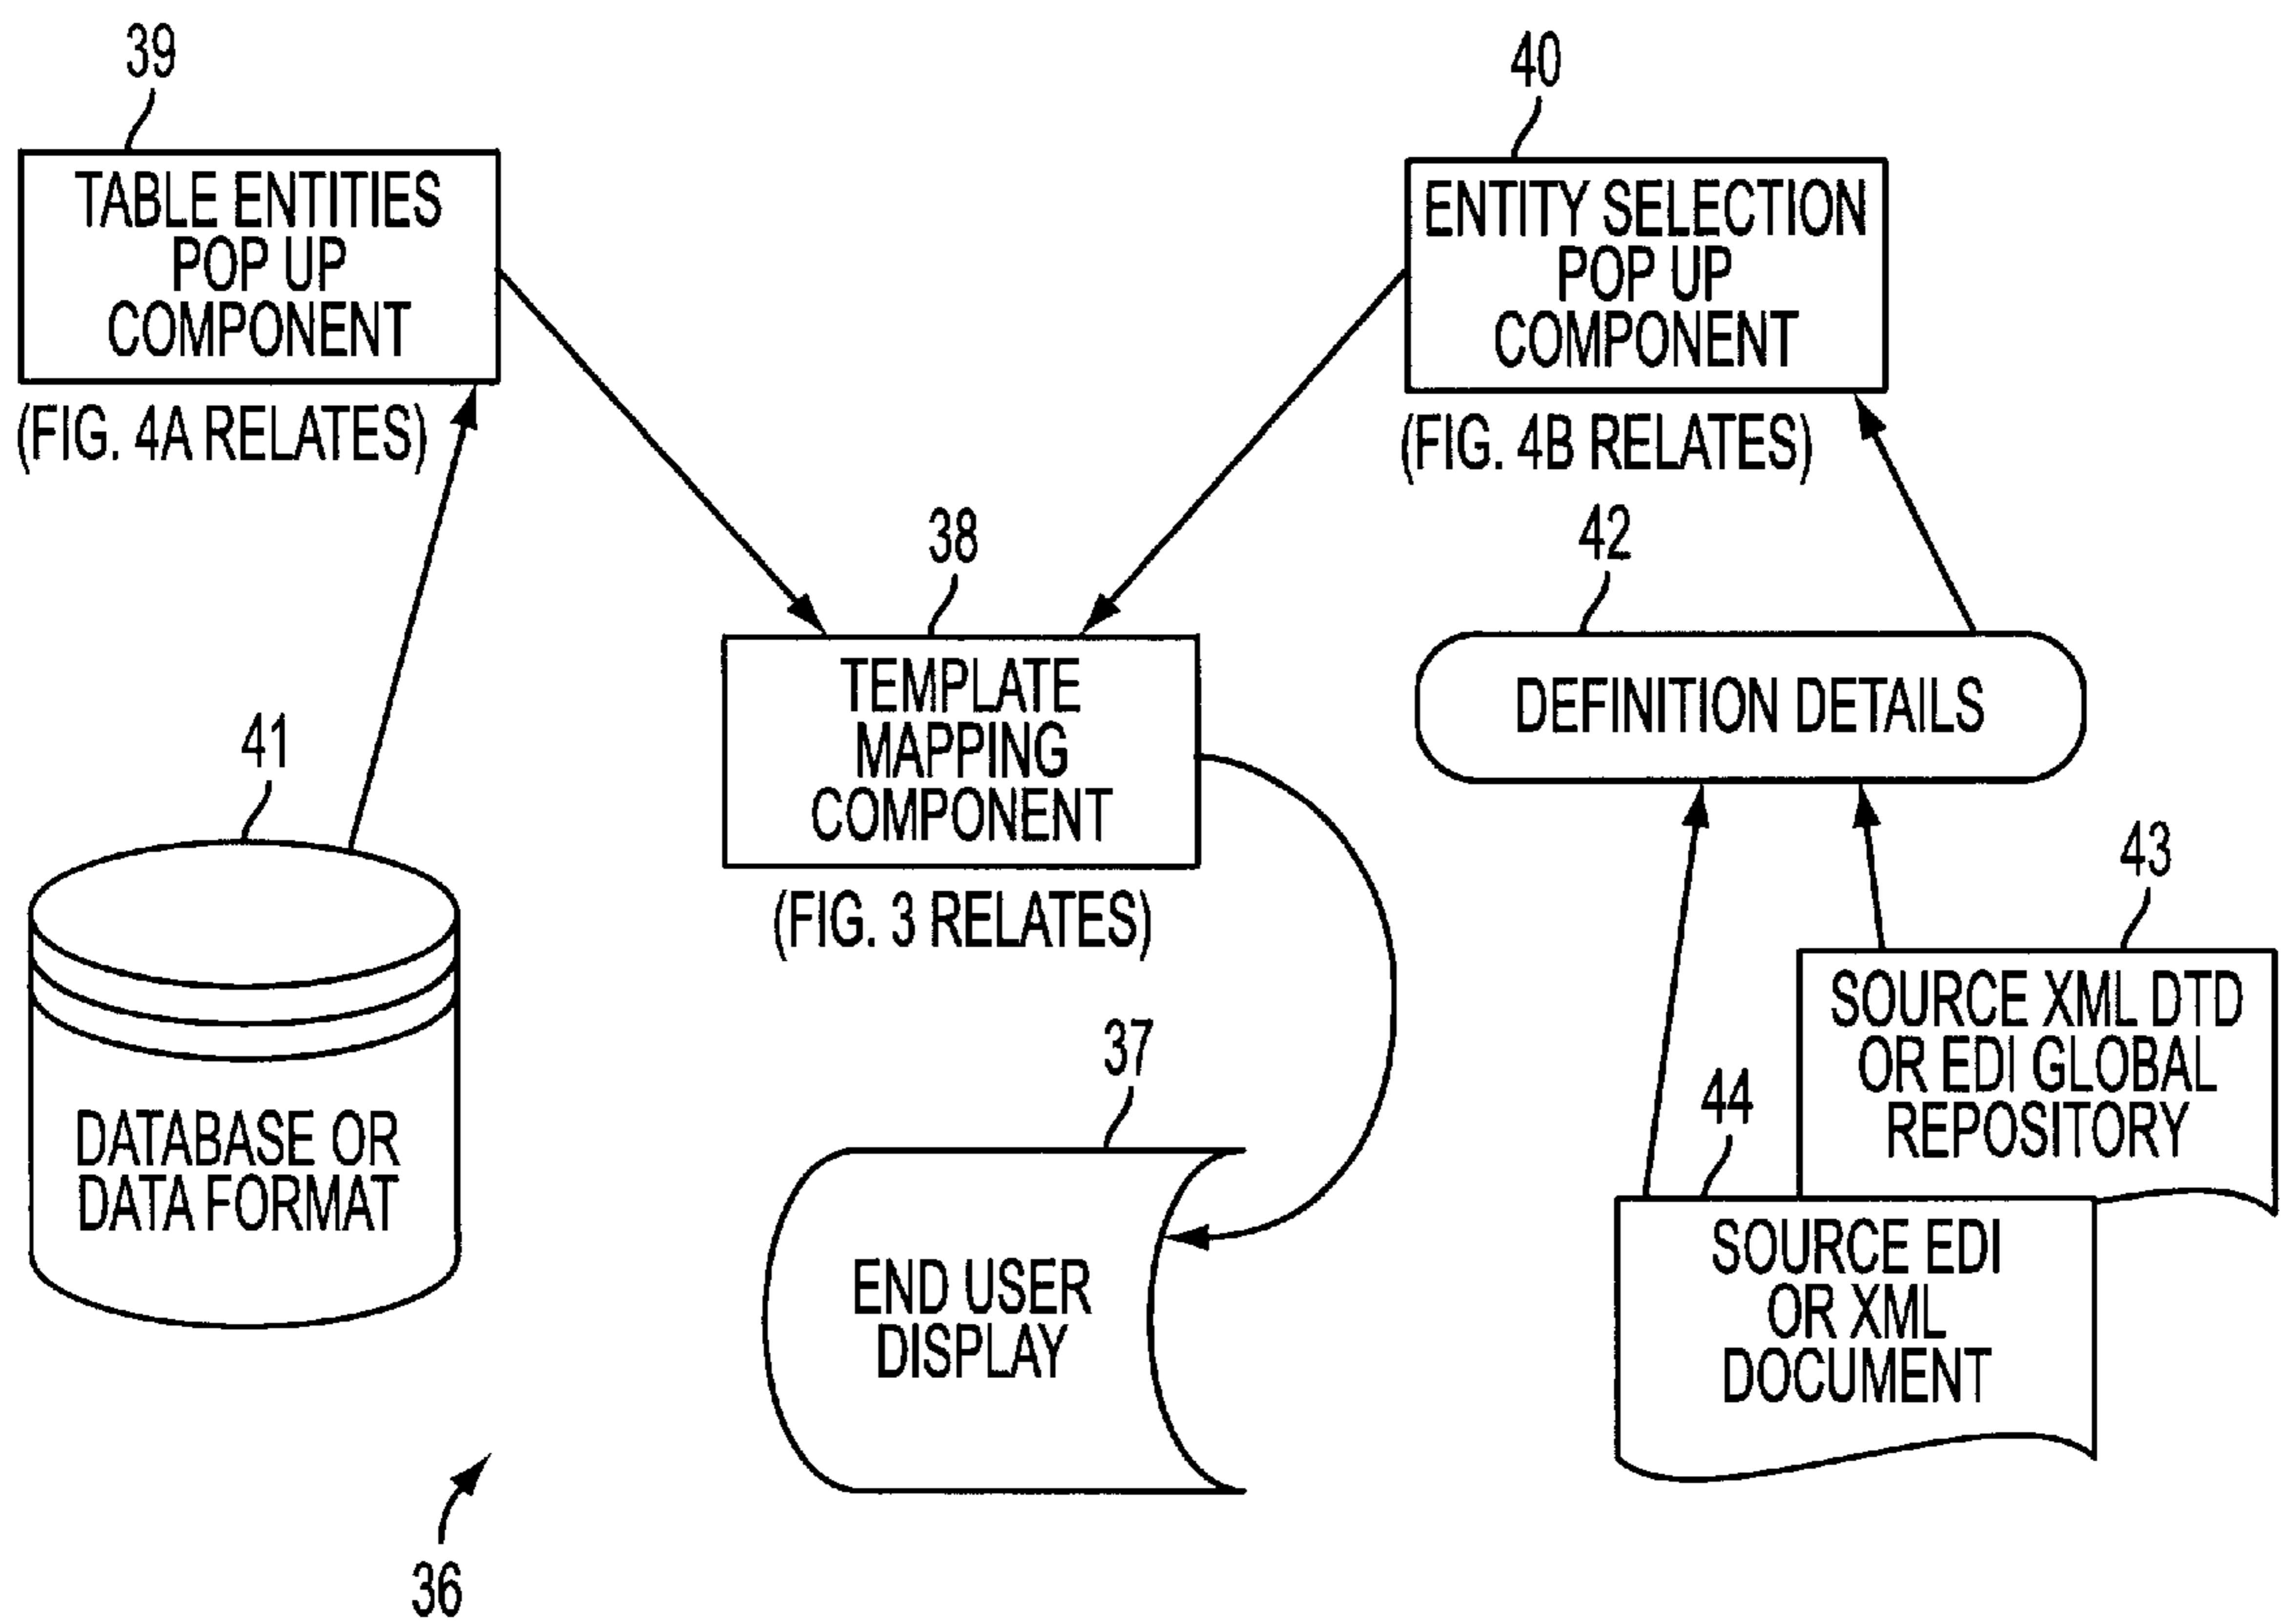 39
TABLE ENTITIES
POP UP
COMPONENT
(FIG. 4A RELATES)
40
ENTITY SELECTION
POP UP
COMPONENT
(FIG. 4B RELATES)
38
TEMPLATE
MAPPING
COMPONENT
(FIG. 3 RELATES)
42
DEFINITION DETAILS
41
DATABASE OR
DATA FORMAT
37
END USER
DISPLAY
43
SOURCE XML DTD
OR EDI GLOBAL
REPOSITORY
44
SOURCE EDI
OR XML
DOCUMENT
36